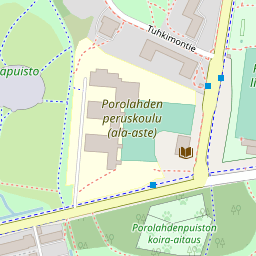 Tuhkimontie
apuisto
Porolahden
peruskoulu
(ala-aste)
Porolahdenpuiston
koira-aitaus